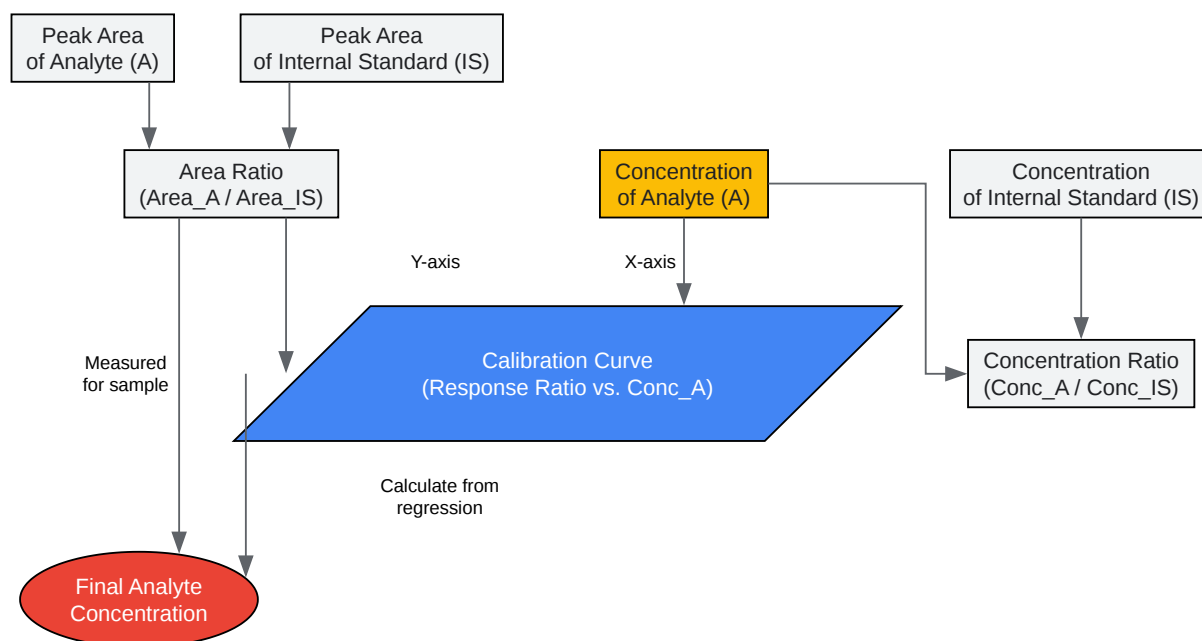 Peak Area
of Analyte (A)
Peak Area
of Internal Standard (IS)
Area Ratio
(Area_A / Area_IS)
Concentration
of Analyte (A)
Concentration
of Internal Standard (IS)
Y-axis
X-axis
Measured
for sample
Calibration Curve
(Response Ratio vs. Conc_A)
Concentration Ratio
(Conc_A / Conc_IS)
Calculate from
regression
Final Analyte
Concentration